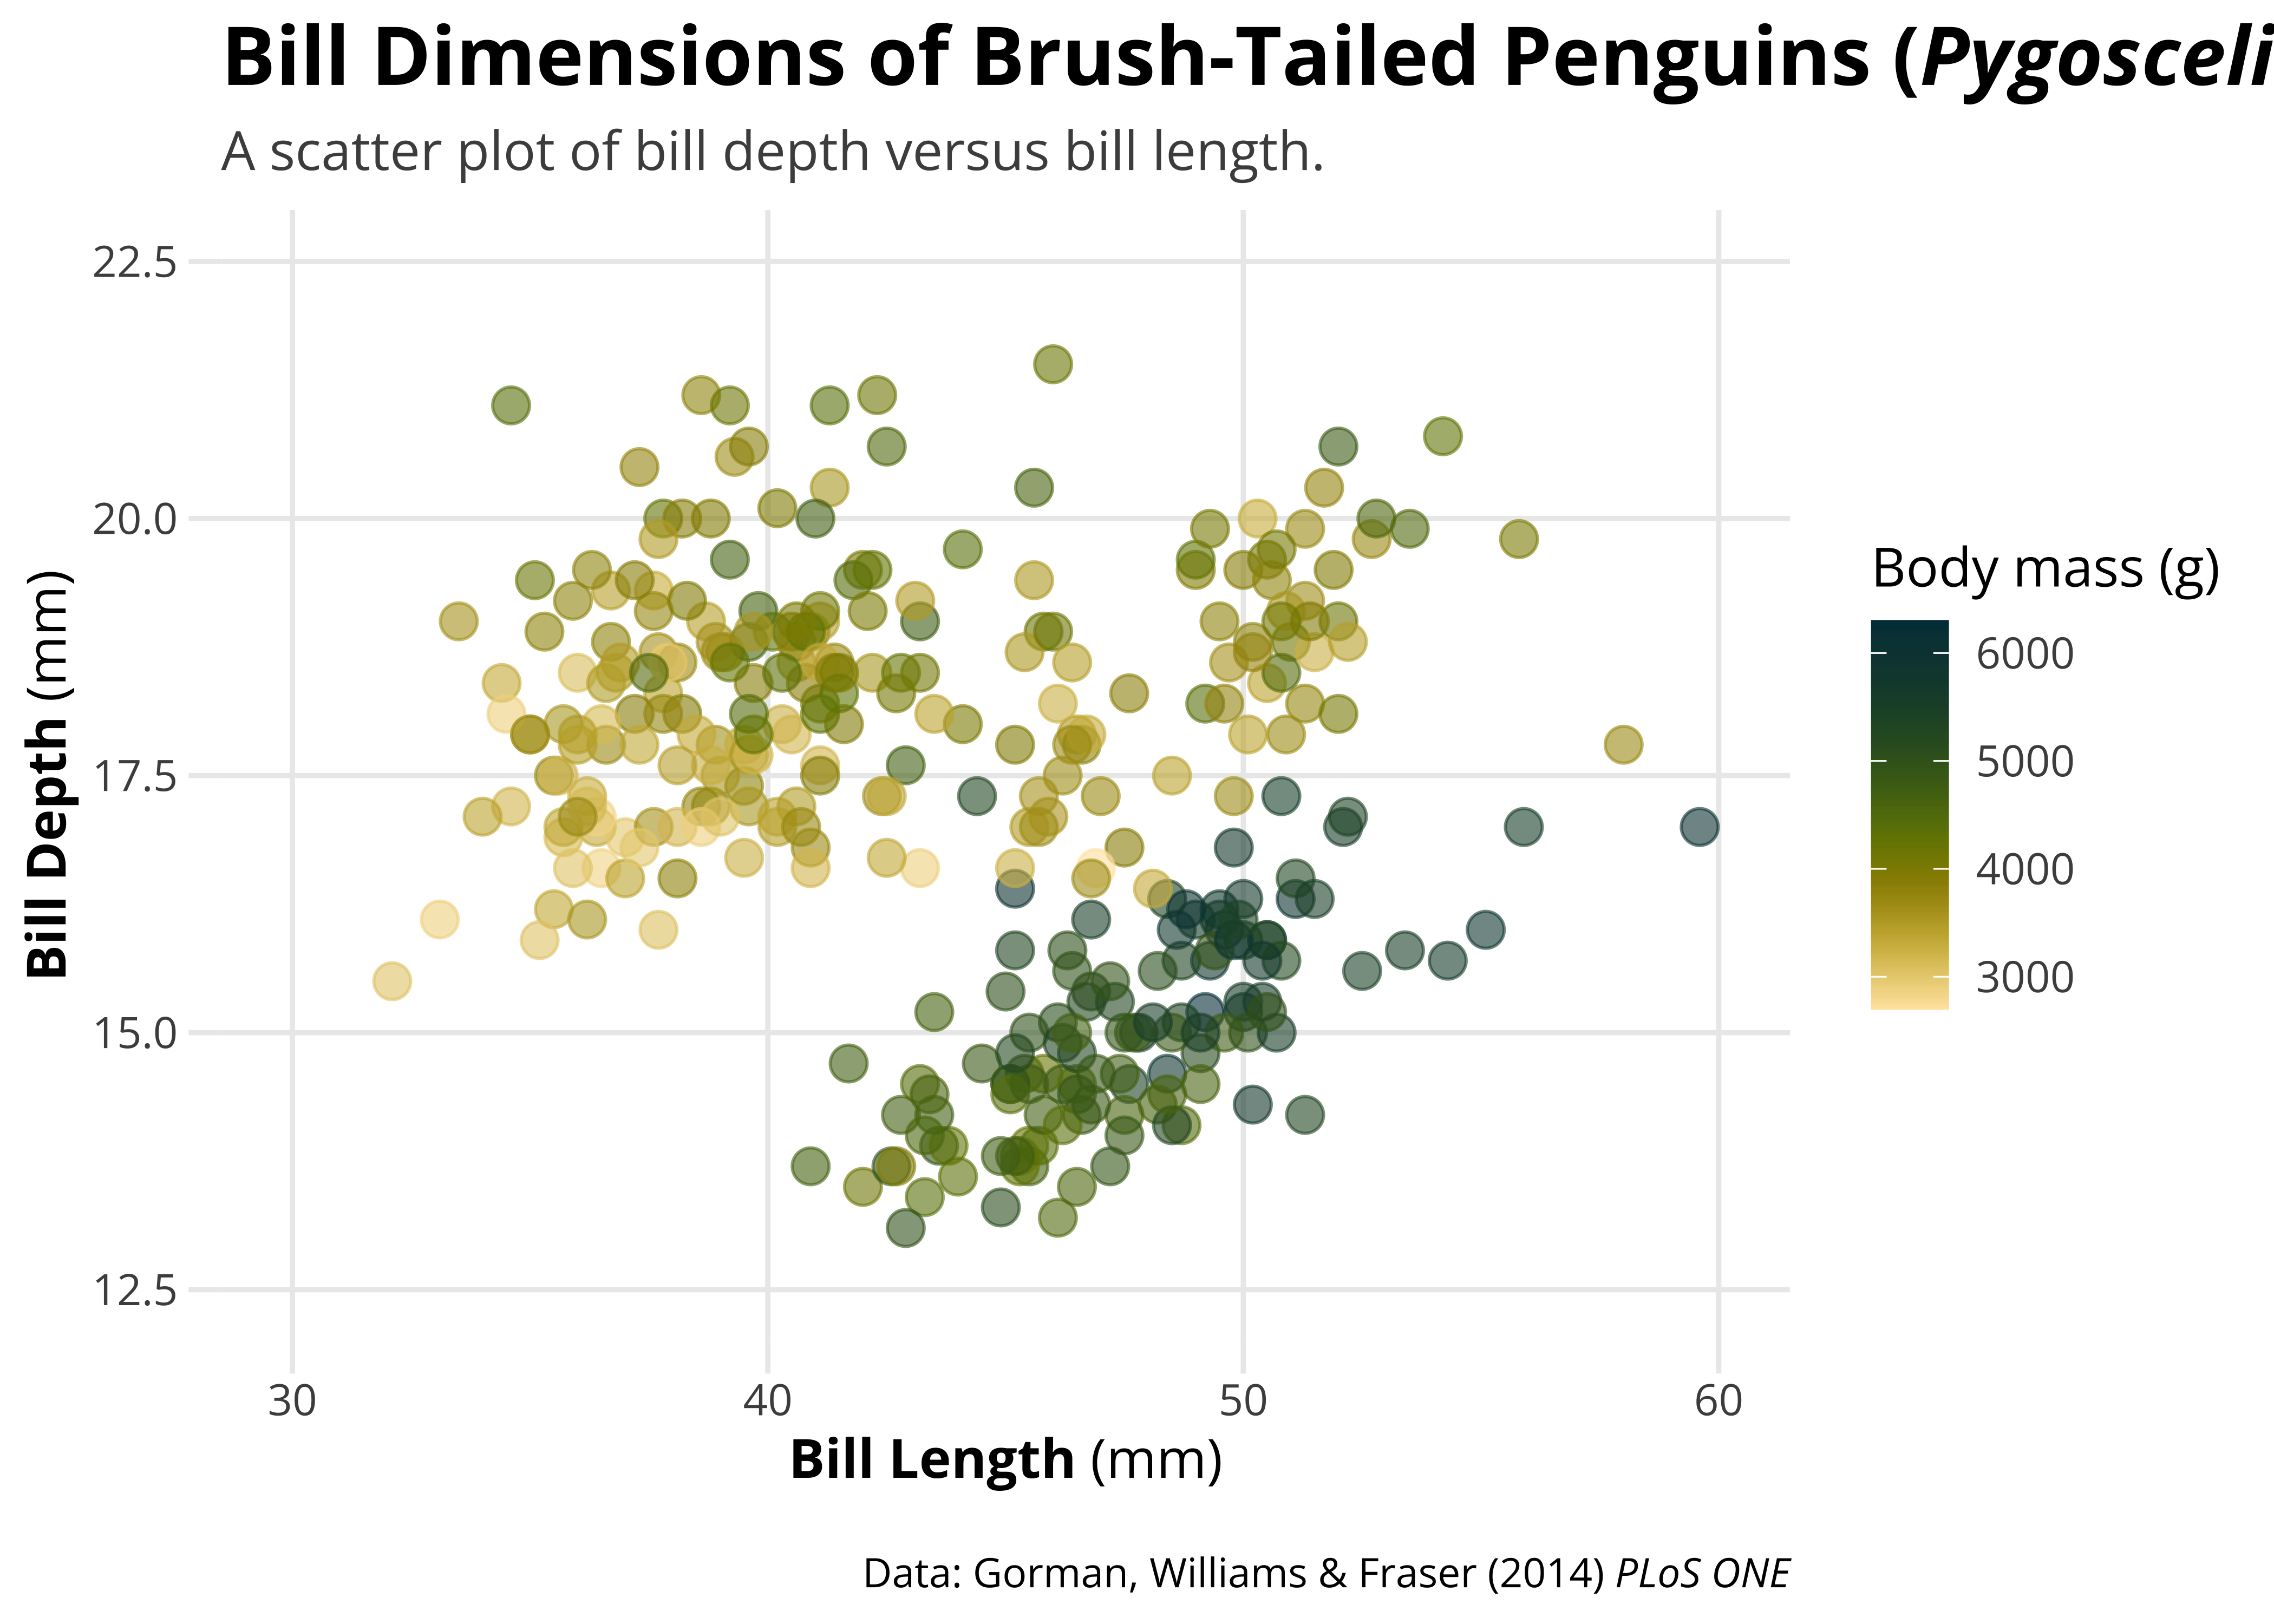 Bill Dimensions of Brush-Tailed Penguins (Pygosceli
A scatter plot of bill depth versus bill length.
22.5
20.0
17.5
15.0
12.5
Bill Depth (mm)
30 40 50 60
Bill Length (mm)
Body mass (g)
6000
5000
4000
3000
Data: Gorman, Williams & Fraser (2014) PLoS ONE